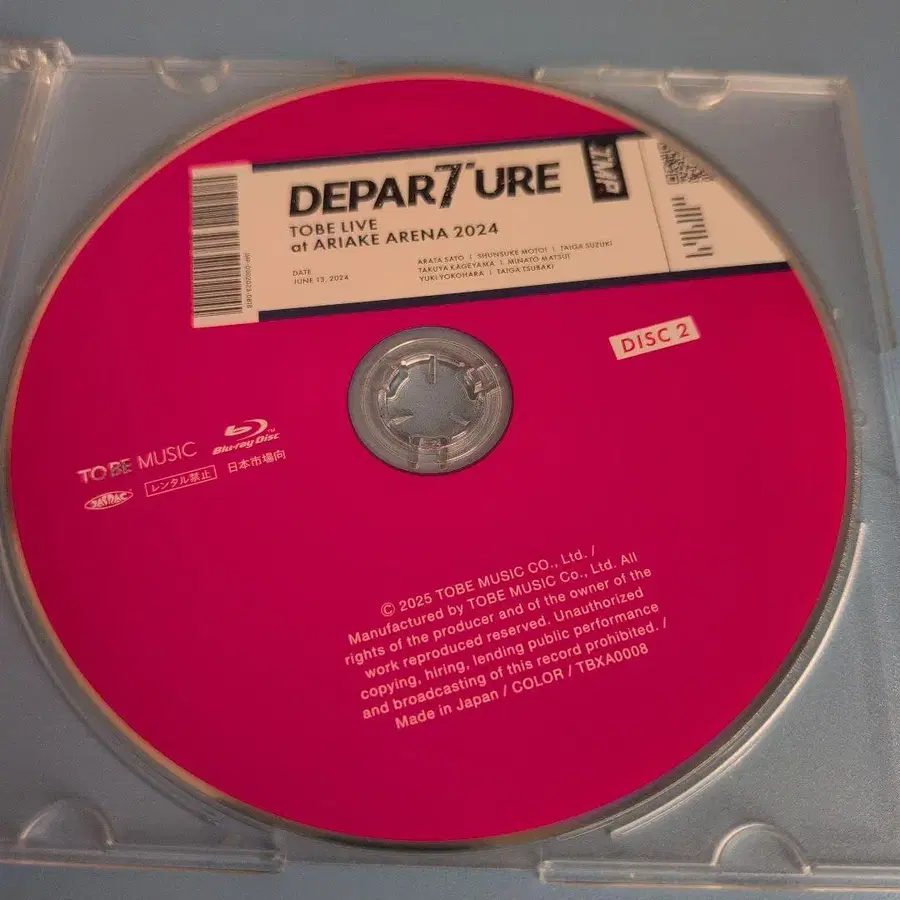 DEPAR7URE
IMP.
TOBE LIVE
at ARIAKE ARENA 2024
DATE
JUNE 13, 2024
ARATA SATO | SHUNSUKE MOTOI | TAIGA SUZUKI
TAKUYA KAGEYAMA | MINATO MATSUI
YUKI YOKOHARA | TAIGA TSUBAKI
DISC 2
TOBE MUSIC
Blu-ray Disc™
JASRAC
レンタル禁止
日本市場向
© 2025 TOBE MUSIC CO., Ltd. /
Manufactured by TOBE MUSIC Co., Ltd. All
rights of the producer and of the owner of the
work reproduced reserved. Unauthorized
copying, hiring, lending public performance
and broadcasting of this record prohibited. /
Made in Japan / COLOR / TBXA0008